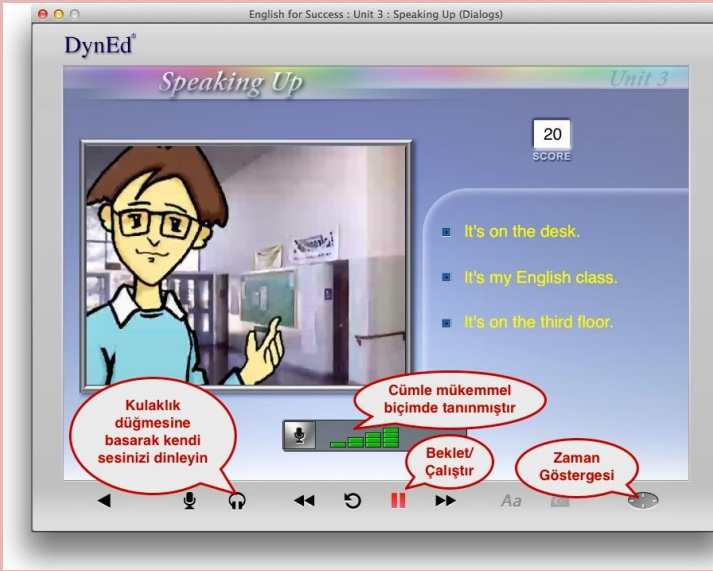 English for Success : Unit 3 : Speaking Up (Dialogs)
DynEd®
Speaking Up
Unit 3
20
SCORE
It's on the desk.
It's my English class.
It's on the third floor.
Cümle mükemmel
biçimde tanınmıştır
Kulaklık
düğmesine
basarak kendi
sesinizi dinleyin
Beklet/
Çalıştır
Zaman
Göstergesi
Aa